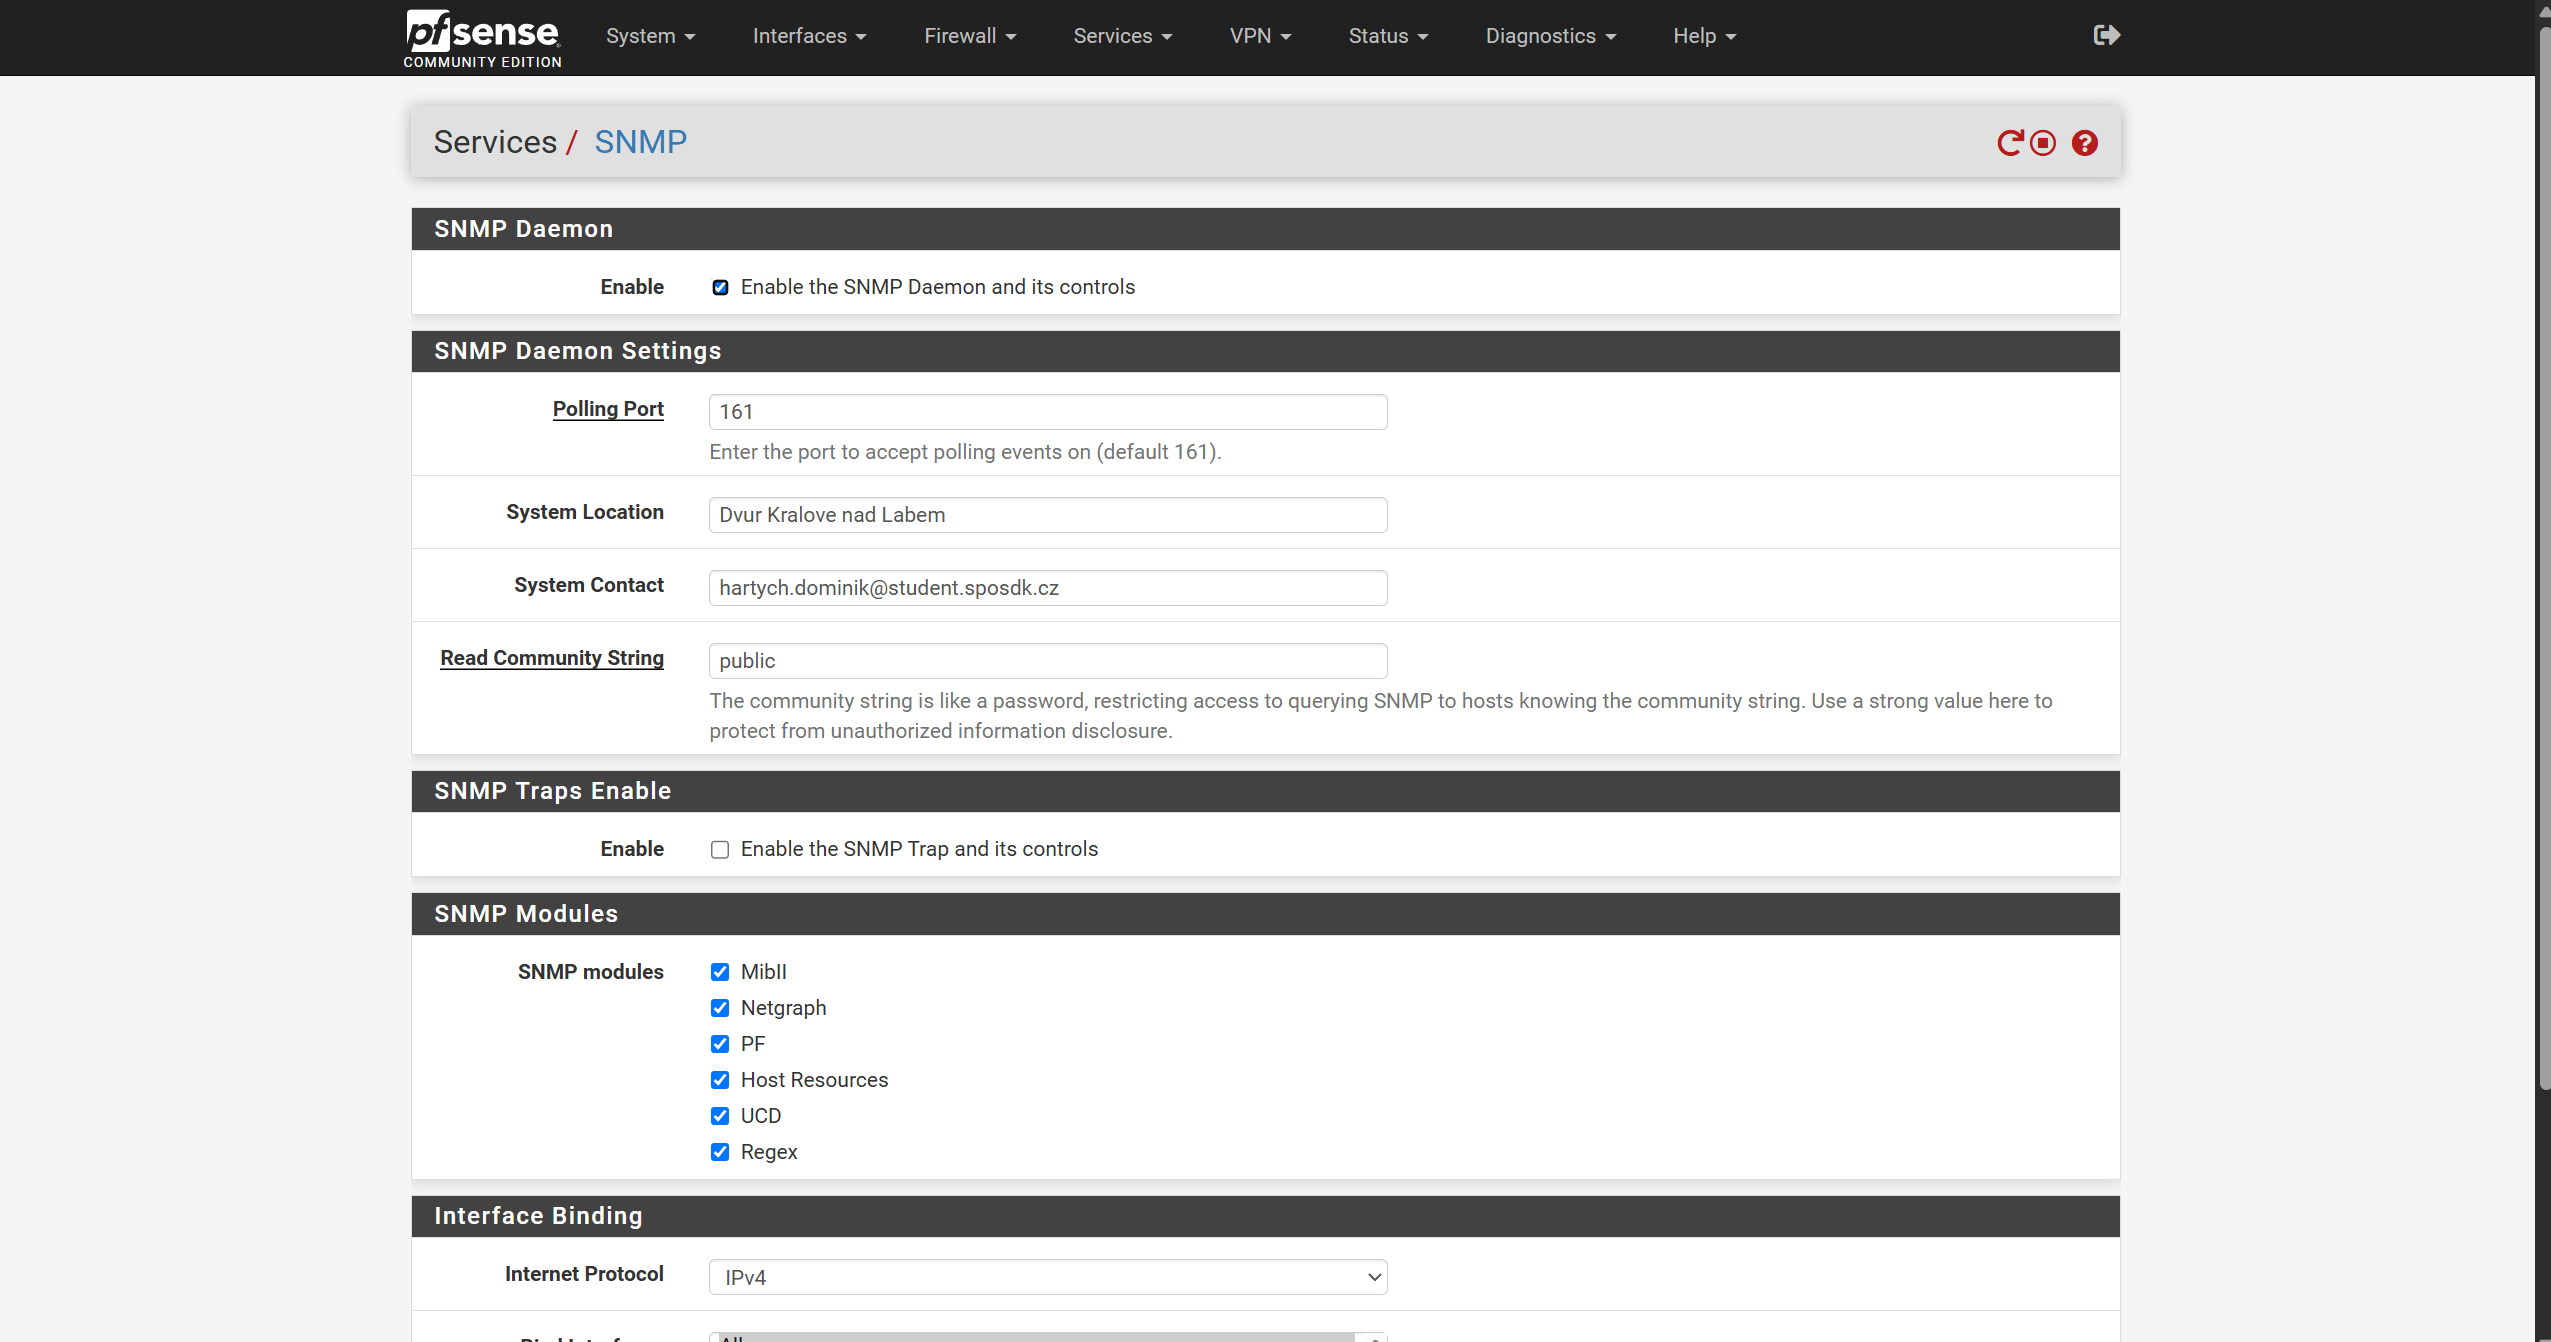 pfsense
COMMUNITY EDITION
System
Interfaces
Firewall
Services
VPN
Status
Diagnostics
Help
Services / SNMP
SNMP Daemon
Enable
Enable the SNMP Daemon and its controls
SNMP Daemon Settings
Polling Port
161
Enter the port to accept polling events on (default 161).
System Location
Dvur Kralove nad Labem
System Contact
hartych.dominik@student.sposdk.cz
Read Community String
public
The community string is like a password, restricting access to querying SNMP to hosts knowing the community string. Use a strong value here to
protect from unauthorized information disclosure.
SNMP Traps Enable
Enable
Enable the SNMP Trap and its controls
SNMP Modules
SNMP modules
MibII
Netgraph
PF
Host Resources
UCD
Regex
Interface Binding
Internet Protocol
IPv4